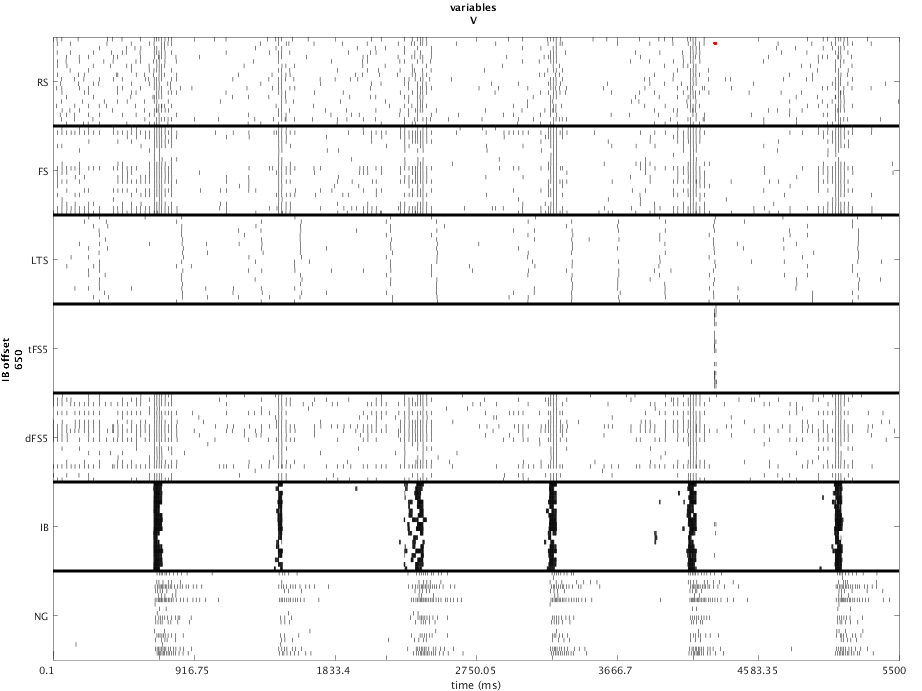 variables
V
RS
FS
LTS
tFS5
dFS5
IB
NG
IB offset
650
0.1 916.75 1833.4 2750.05 3666.7 4583.35 5500
time (ms)